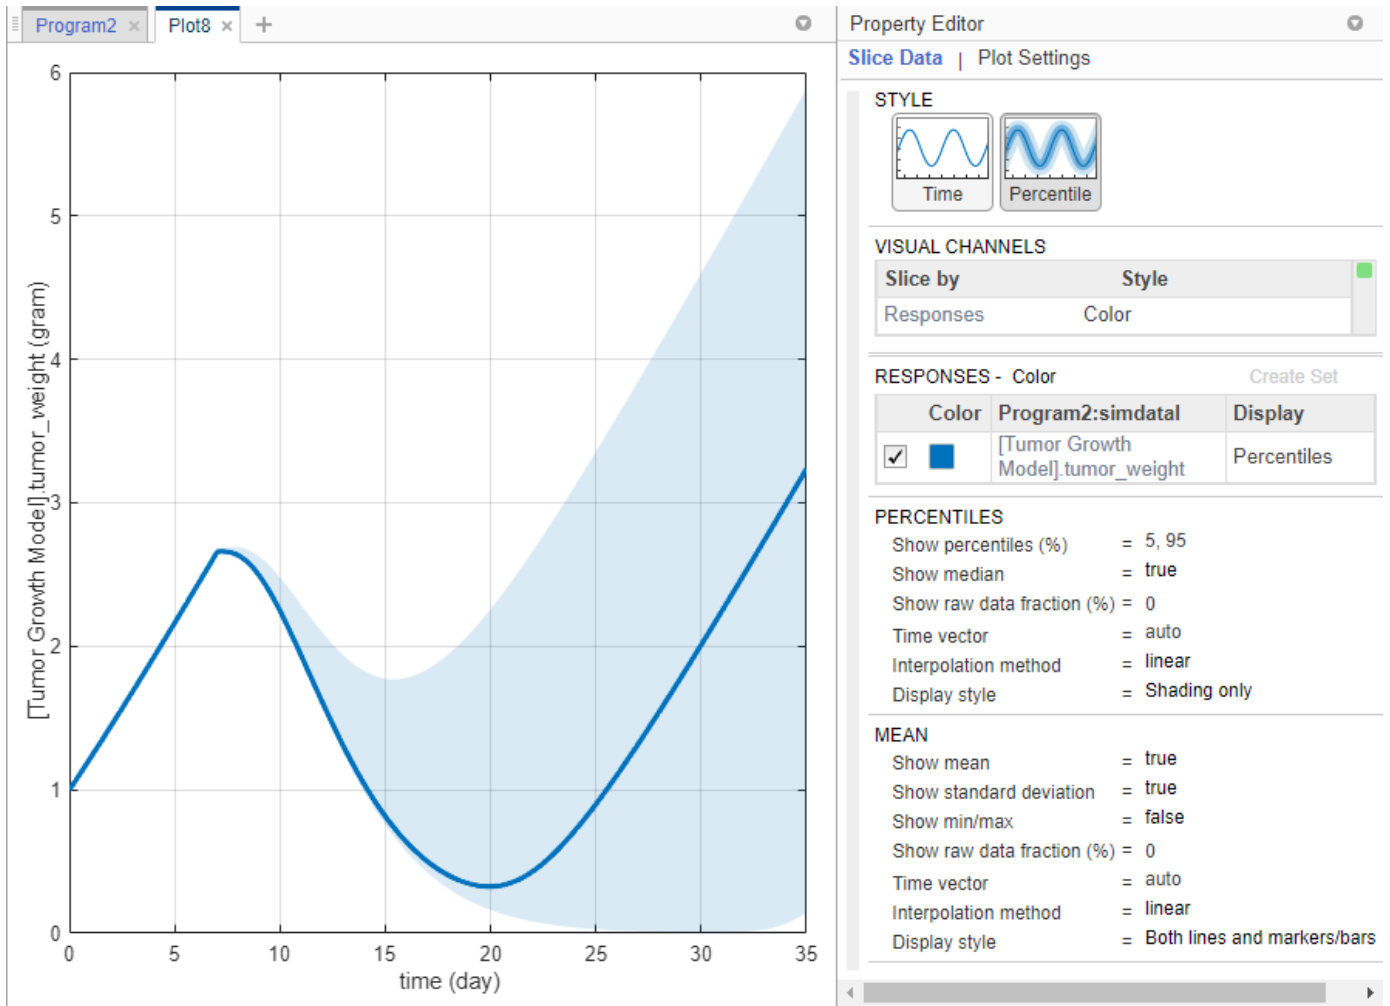 Program2 ×
Plot8 ×
+
Property Editor
Slice Data | Plot Settings
STYLE
Time
Percentile
VISUAL CHANNELS
Slice by Style
Responses Color
RESPONSES - Color Create Set
Color Program2:simdatal Display
[Tumor Growth
Model].tumor_weight
Percentiles
PERCENTILES
Show percentiles (%) = 5, 95
Show median = true
Show raw data fraction (%) = 0
Time vector = auto
Interpolation method = linear
Display style = Shading only
MEAN
Show mean = true
Show standard deviation = true
Show min/max = false
Show raw data fraction (%) = 0
Time vector = auto
Interpolation method = linear
Display style = Both lines and markers/bars
[Tumor Growth Model].tumor_weight (gram)
6
5
4
3
2
1
0
0 5 10 15 20 25 30 35
time (day)